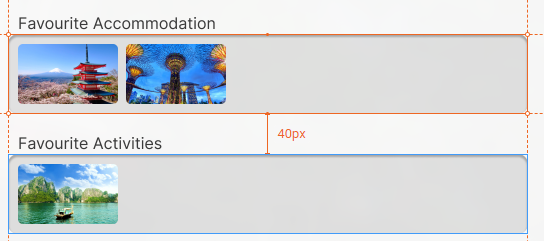 Favourite Accommodation
40px
Favourite Activities